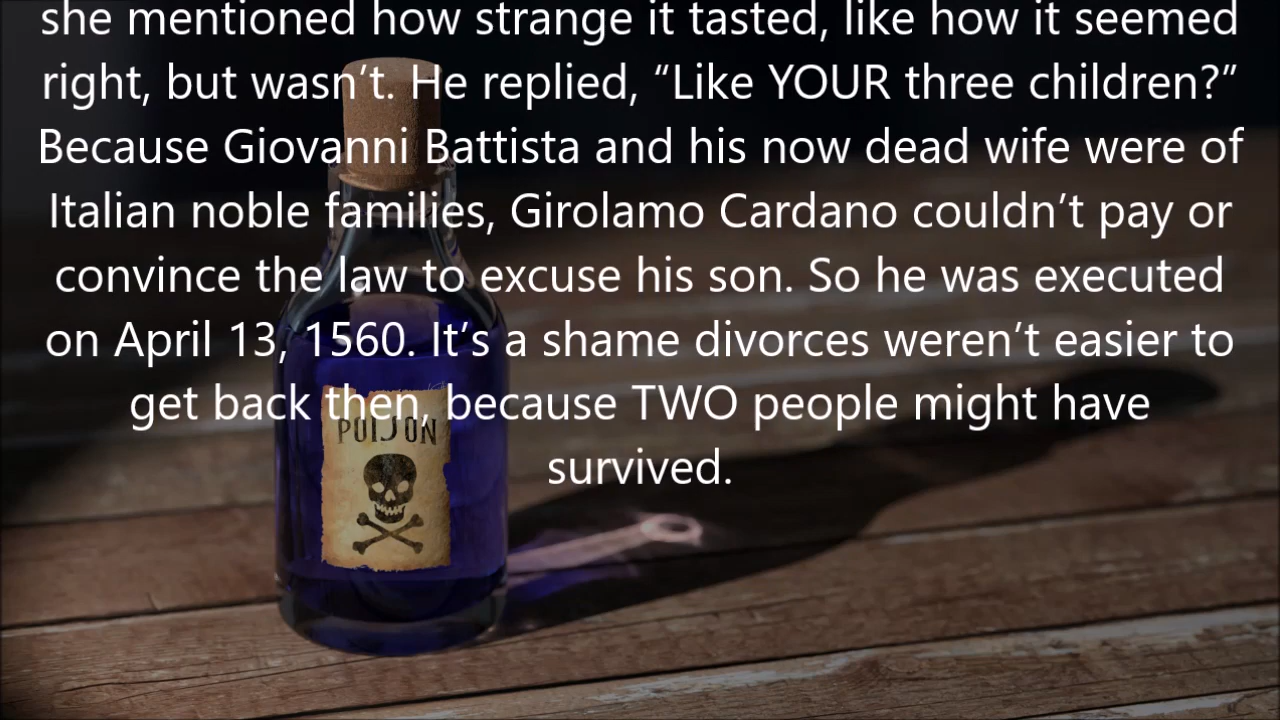 she mentioned how strange it tasted, like how it seemed
right, but wasn’t. He replied, “Like YOUR three children?”
Because Giovanni Battista and his now dead wife were of
Italian noble families, Girolamo Cardano couldn’t pay or
convince the law to excuse his son. So he was executed
on April 13, 1560. It’s a shame divorces weren’t easier to
get back then, because TWO people might have
survived.
POISON